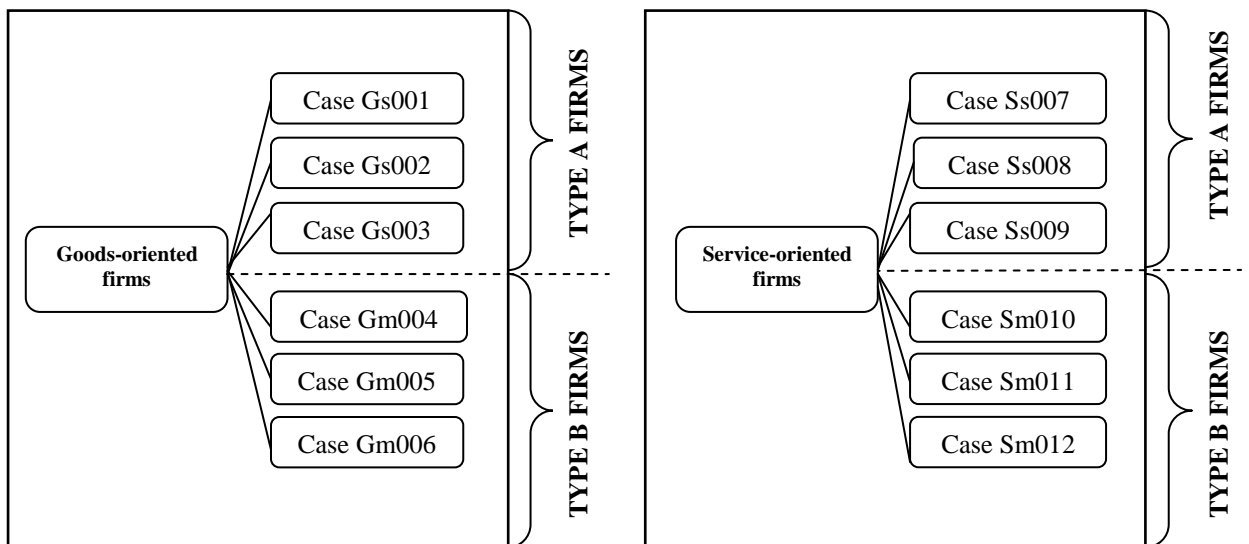 Case Gs001
Case Gs002
Case Gs003
Goods-oriented
firms
Case Gm004
Case Gm005
Case Gm006
TYPE A FIRMS
TYPE B FIRMS
Case Ss007
Case Ss008
Case Ss009
Service-oriented
firms
Case Sm010
Case Sm011
Case Sm012
TYPE A FIRMS
TYPE B FIRMS